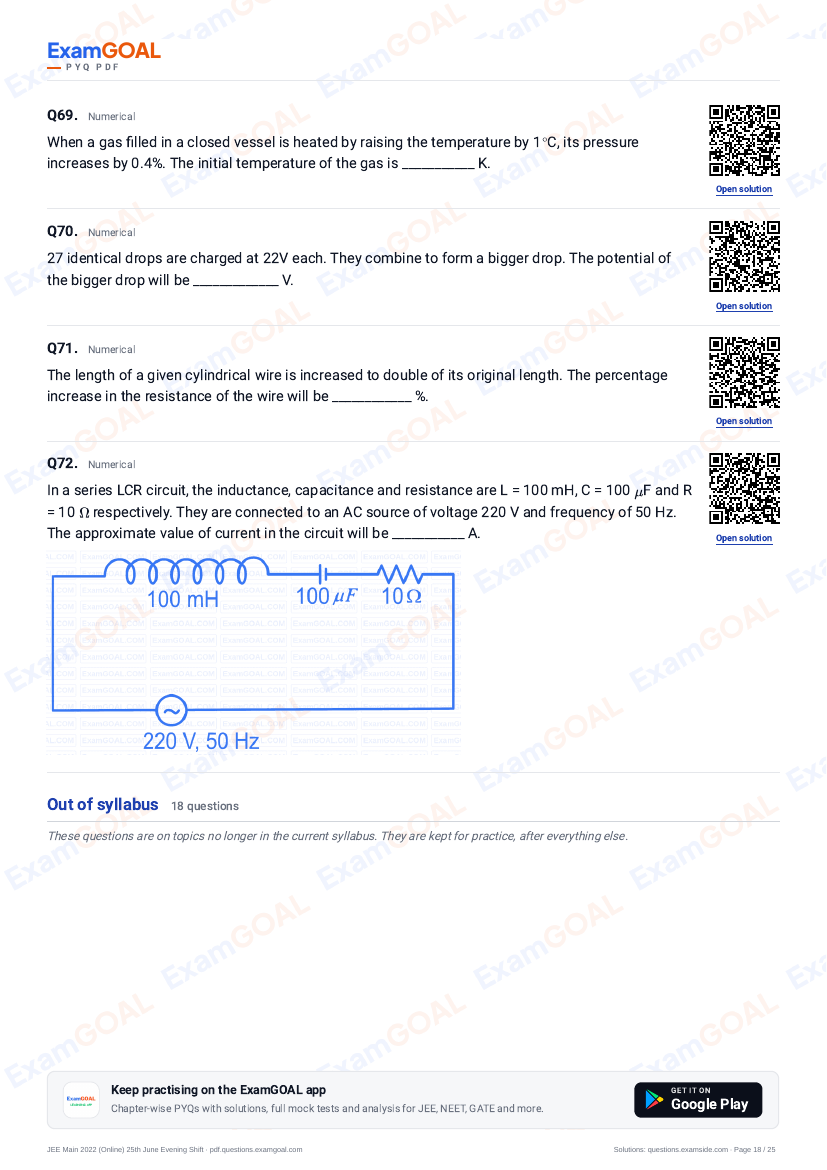 ExamGOAL
PYQ PDF
Q69. Numerical
When a gas filled in a closed vessel is heated by raising the temperature by 1°C, its pressure
increases by 0.4%. The initial temperature of the gas is ___________ K.
Open solution
Q70. Numerical
27 identical drops are charged at 22V each. They combine to form a bigger drop. The potential of
the bigger drop will be _____________ V.
Open solution
Q71. Numerical
The length of a given cylindrical wire is increased to double of its original length. The percentage
increase in the resistance of the wire will be ____________ %.
Open solution
Q72. Numerical
In a series LCR circuit, the inductance, capacitance and resistance are L = 100 mH, C = 100 μF and R
= 10 Ω respectively. They are connected to an AC source of voltage 220 V and frequency of 50 Hz.
The approximate value of current in the circuit will be ___________ A.
Open solution
100 mH 100 μF 10 Ω
220 V, 50 Hz
Out of syllabus 18 questions
These questions are on topics no longer in the current syllabus. They are kept for practice, after everything else.
Keep practising on the ExamGOAL app
Chapter-wise PYQs with solutions, full mock tests and analysis for JEE, NEET, GATE and more.
GET IT ON
Google Play
JEE Main 2022 (Online) 25th June Evening Shift · pdf.questions.examgoal.com
Solutions: questions.examside.com · Page 18 / 25